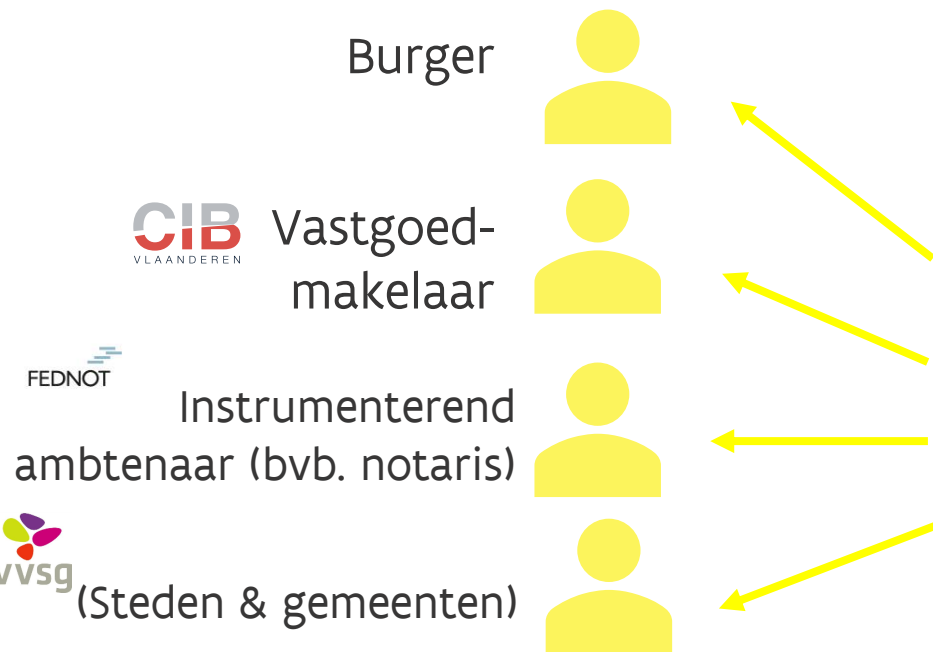 Burger
CIB
VLAANDEREN
Vastgoed-
makelaar
FEDNOT
Instrumenterend
ambtenaar (bvb. notaris)
vvsg
(Steden & gemeenten)